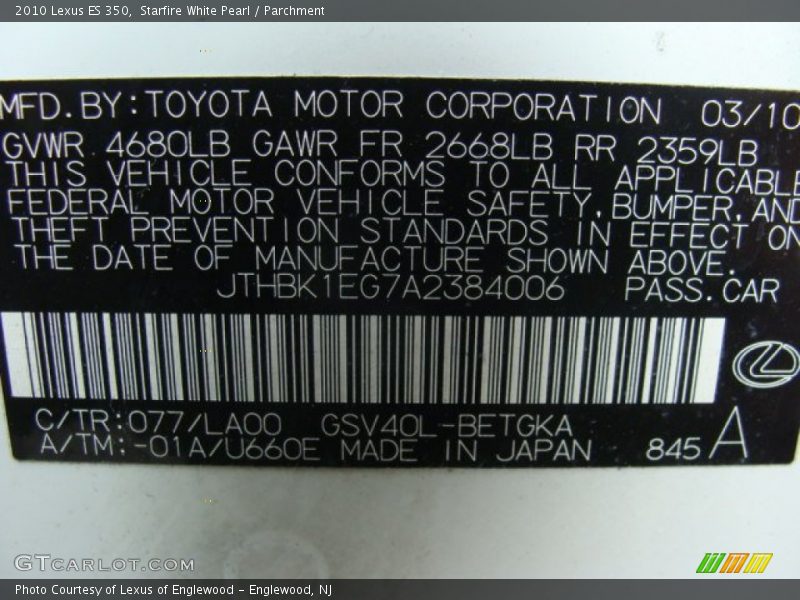 2010 Lexus ES 350, Starfire White Pearl / Parchment
MFD. BY: TOYOTA MOTOR CORPORATION 03/10
GVWR 4680LB GAWR FR 2668LB RR 2359LB
THIS VEHICLE CONFORMS TO ALL APPLICABLE
FEDERAL MOTOR VEHICLE SAFETY, BUMPER, AND
THEFT PREVENTION STANDARDS IN EFFECT ON
THE DATE OF MANUFACTURE SHOWN ABOVE.
JTHBK1EG7A2384006 PASS. CAR
C/TR: 077/LA00 GSV40L-BETGKA
A/TM: -01A/U660E MADE IN JAPAN 845 A
GTCarLot.com
Photo Courtesy of Lexus of Englewood - Englewood, NJ